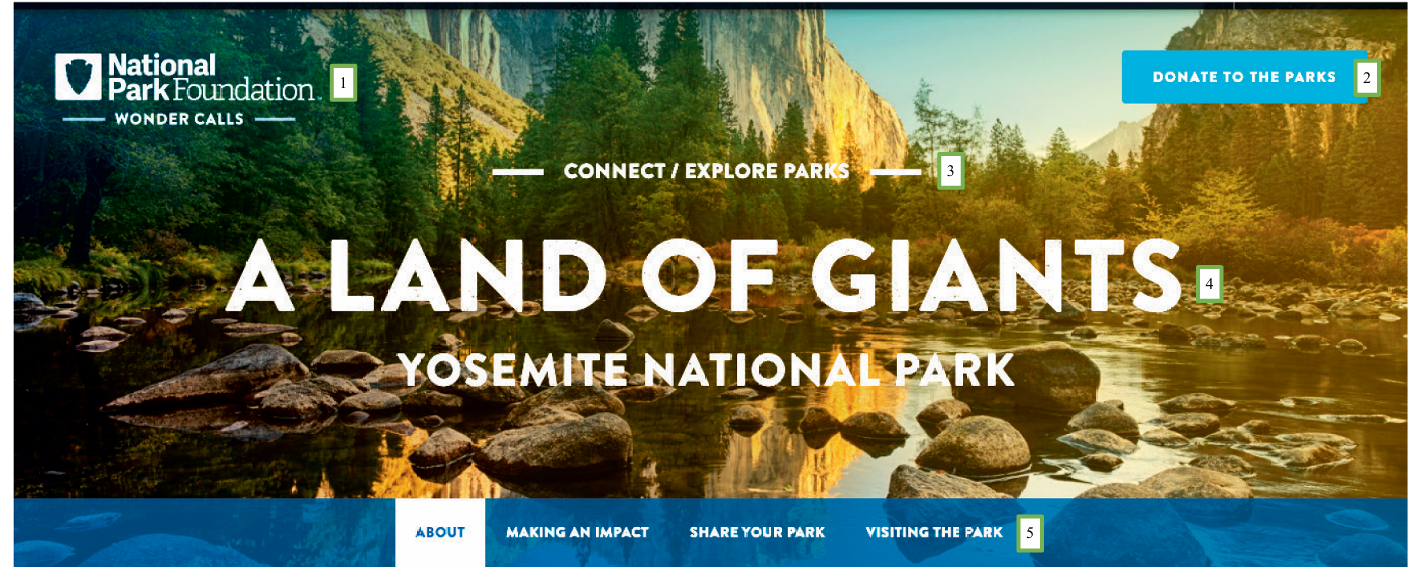 National
Park Foundation
1
WONDER CALLS
DONATE TO THE PARKS
2
CONNECT / EXPLORE PARKS
3
A LAND OF GIANTS
4
YOSEMITE NATIONAL PARK
ABOUT MAKING AN IMPACT SHARE YOUR PARK VISITING THE PARK
5